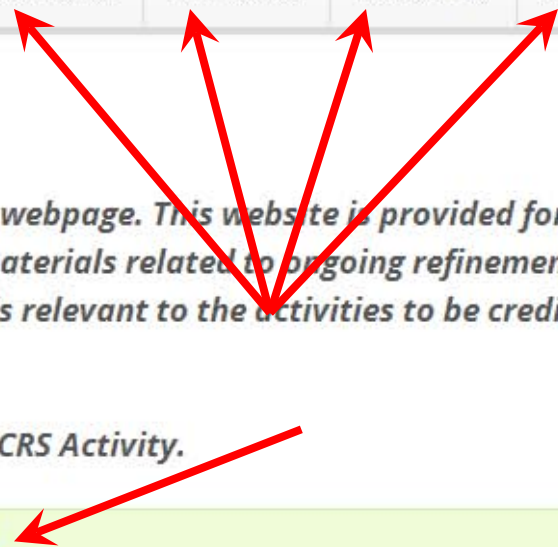 webpage. This website is provided for
aterials related to ongoing refinemen
s relevant to the activities to be credi
CRS Activity.